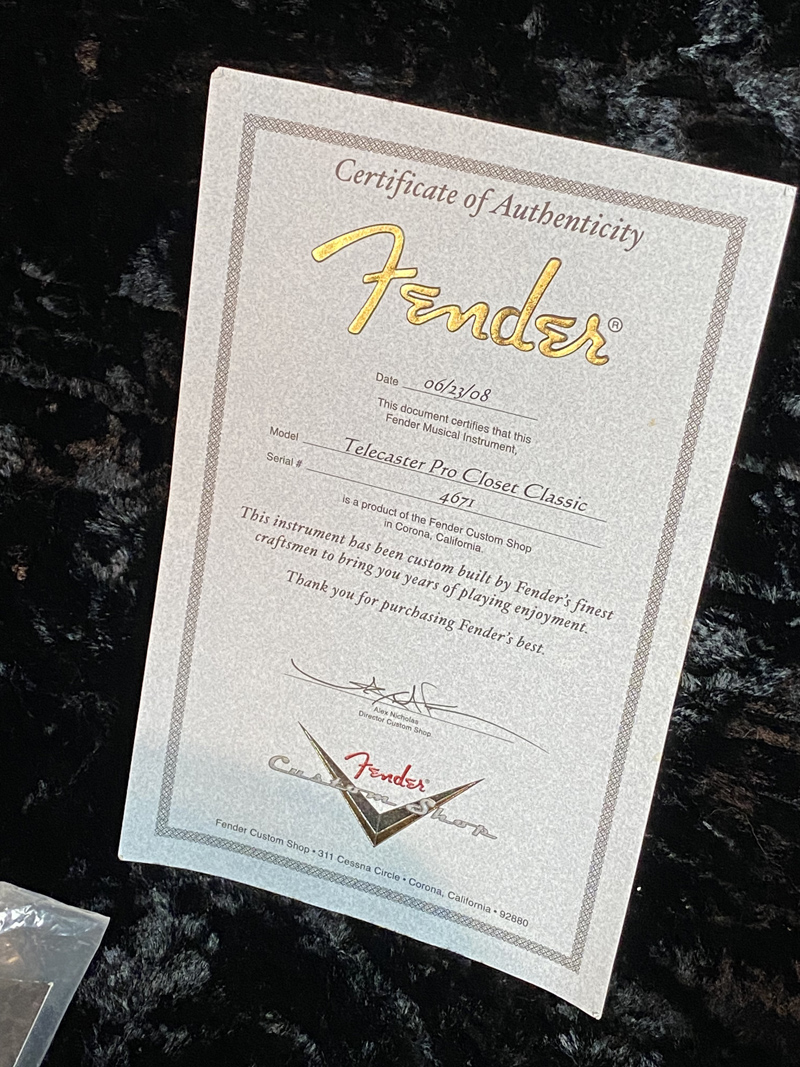 Certificate of Authenticity
Fender®
Date 06/23/08
This document certifies that this
Fender Musical Instrument,
Model Telecaster Pro Closet Classic
Serial # 4671
is a product of the Fender Custom Shop
in Corona, California.
This instrument has been custom built by Fender's finest
craftsmen to bring you years of playing enjoyment.
Thank you for purchasing Fender's best.
Alex Nicholas
Director Custom Shop.
Fender®
Custom Shop
Fender Custom Shop • 311 Cessna Circle • Corona, California • 92880